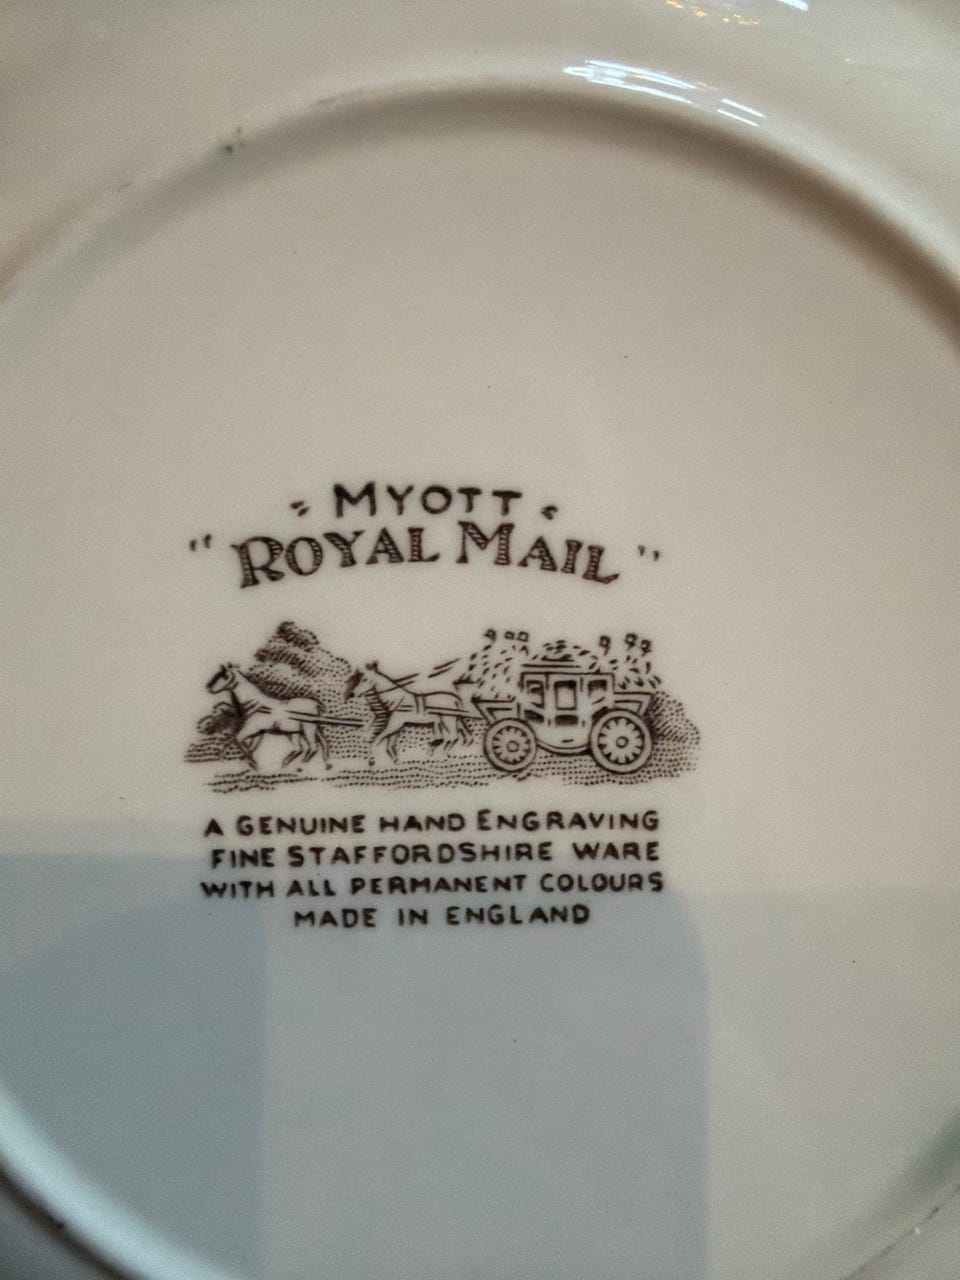 MYOTT
"ROYAL MAIL"
A GENUINE HAND ENGRAVING
FINE STAFFORDSHIRE WARE
WITH ALL PERMANENT COLOURS
MADE IN ENGLAND